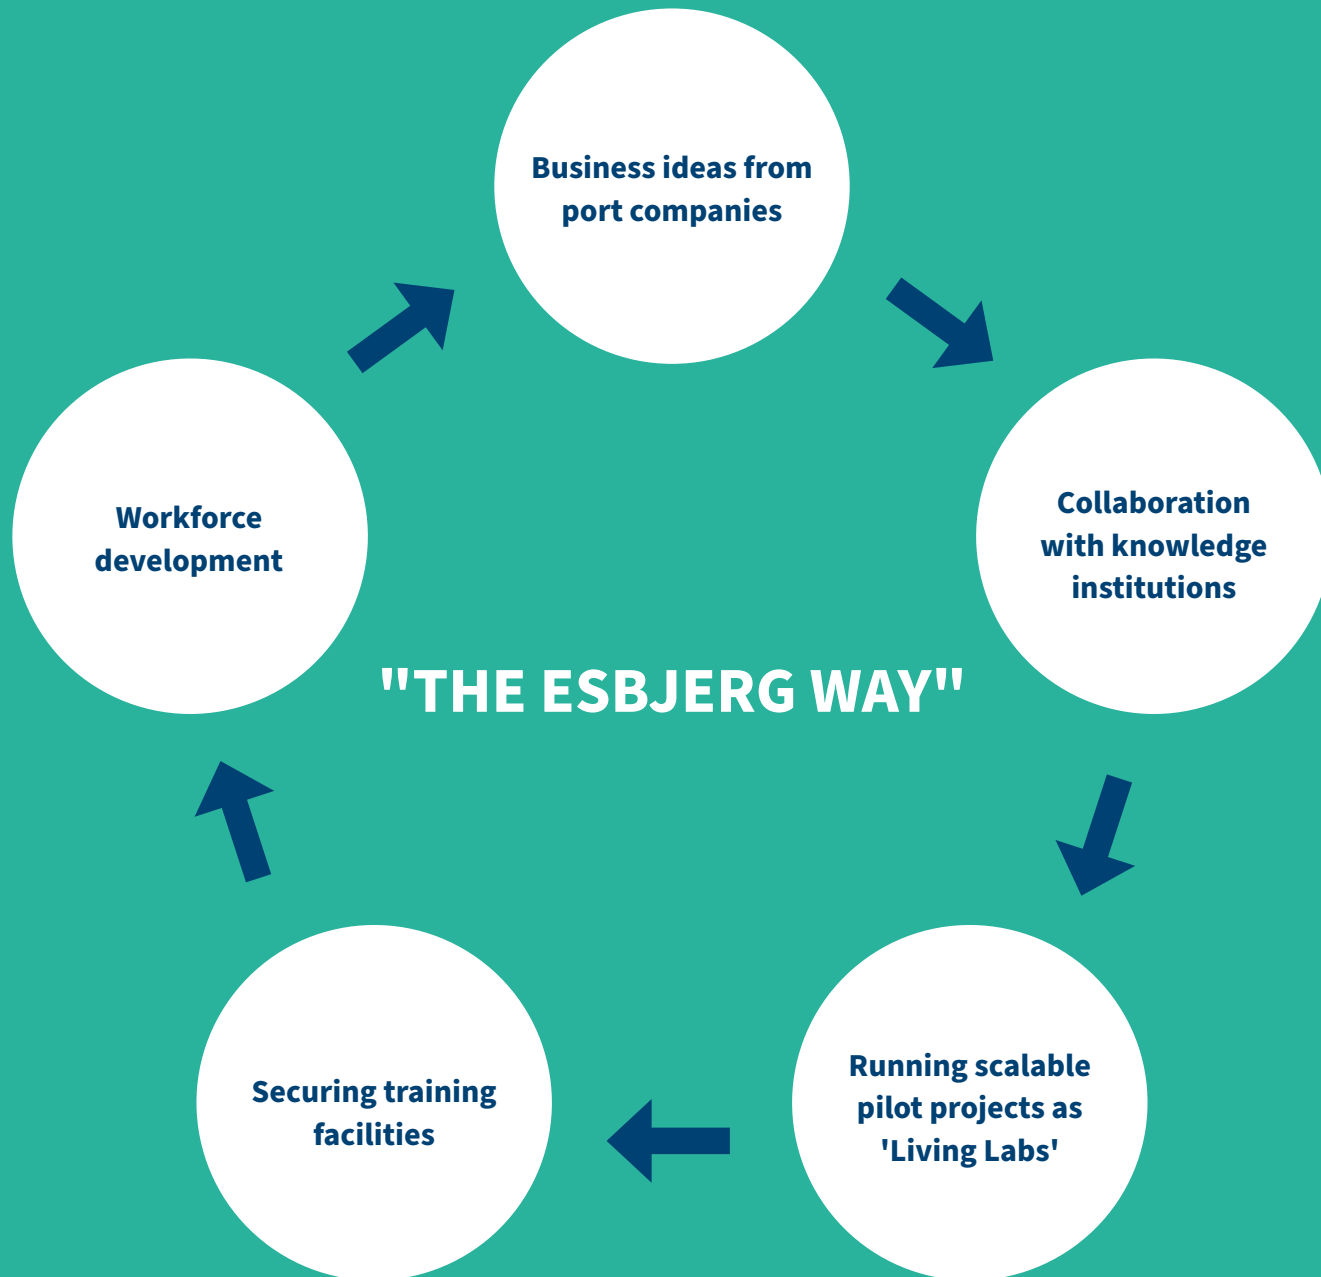 Business ideas from
port companies
Collaboration
with knowledge
institutions
Workforce
development
"THE ESBJERG WAY"
Running scalable
pilot projects as
'Living Labs'
Securing training
facilities